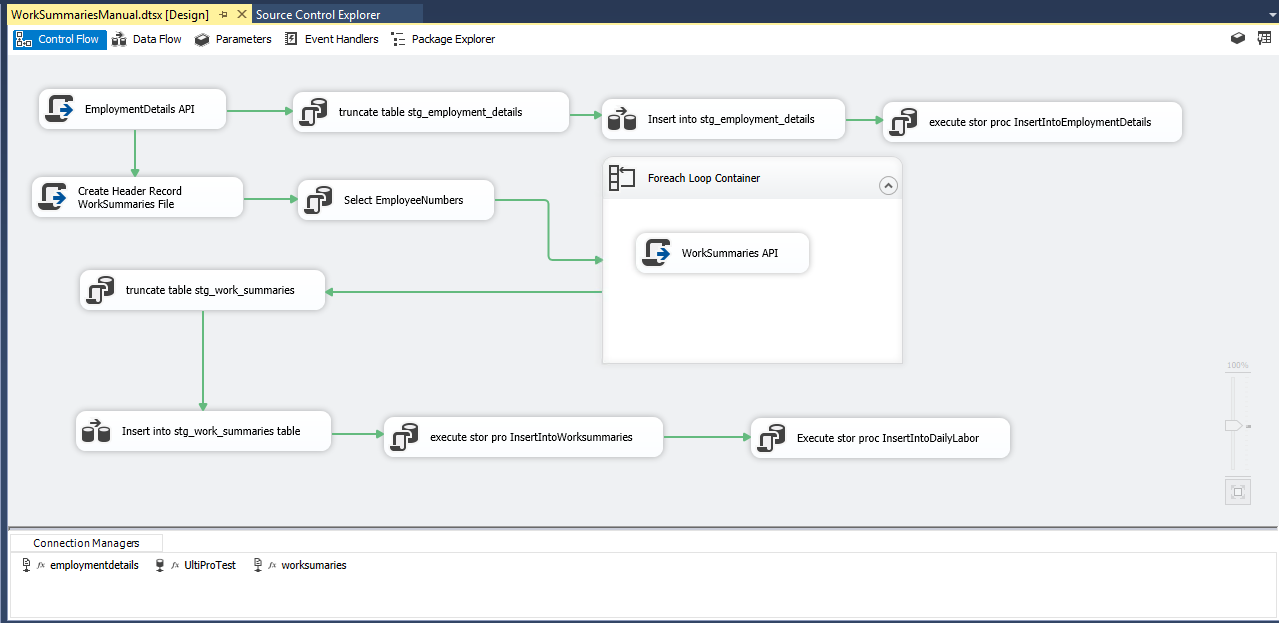 WorkSummariesManual.dtsx [Design]
Source Control Explorer
Control Flow
Data Flow
Parameters
Event Handlers
Package Explorer
EmploymentDetails API
truncate table stg_employment_details
Insert into stg_employment_details
execute stor proc InsertIntoEmploymentDetails
Create Header Record
WorkSummaries File
Select EmployeeNumbers
Foreach Loop Container
WorkSummaries API
truncate table stg_work_summaries
100%
Insert into stg_work_summaries table
execute stor pro InsertIntoWorksummaries
Execute stor proc InsertIntoDailyLabor
Connection Managers
fx employmentdetails
fx UltiProTest
fx worksumaries